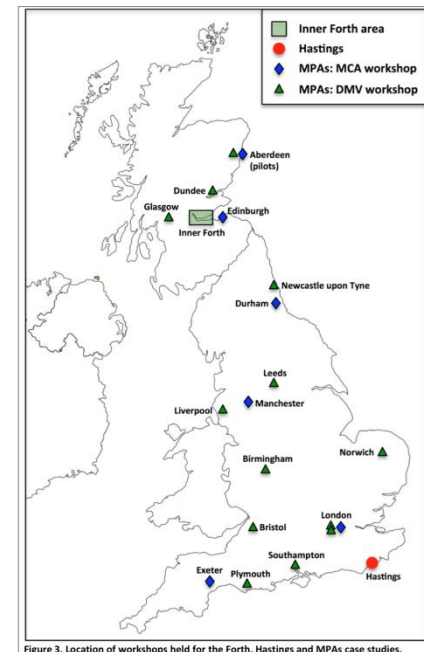 Inner Forth area
Hastings
MPAs: MCA workshop
MPAs: DMV workshop
Aberdeen
(pilots)
Dundee
Glasgow
Edinburgh
Inner Forth
Newcastle upon Tyne
Durham
Leeds
Manchester
Liverpool
Norwich
Birmingham
London
Bristol
Southampton
Exeter
Plymouth
Hastings
Figure 3. Location of workshops held for the Forth, Hastings and MPAs case studies.